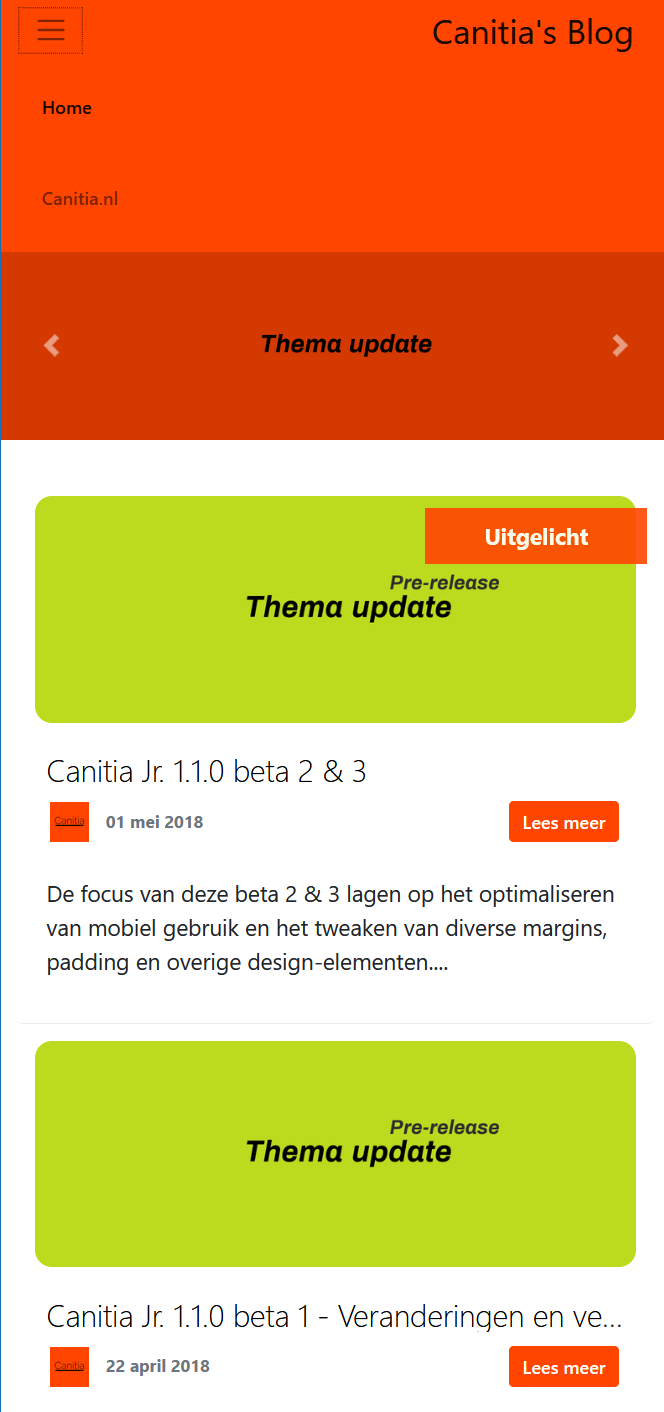 Canitia's Blog
Home
Canitia.nl
Thema update
Uitgelicht
Pre-release
Thema update
Canitia Jr. 1.1.0 beta 2 & 3
Canitia
01 mei 2018
Lees meer
De focus van deze beta 2 & 3 lagen op het optimaliseren
van mobiel gebruik en het tweaken van diverse margins,
padding en overige design-elementen....
Pre-release
Thema update
Canitia Jr. 1.1.0 beta 1 - Veranderingen en ve...
Canitia
22 april 2018
Lees meer